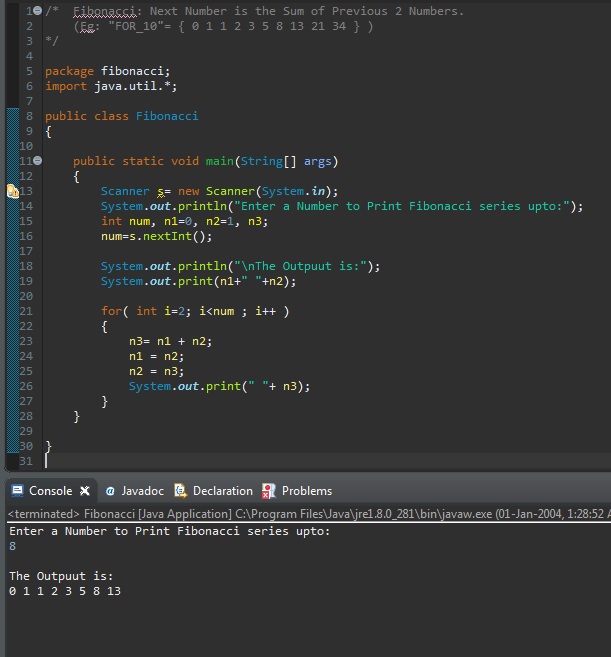 1 /*  Fibonacci: Next Number is the Sum of Previous 2 Numbers.
2     (Eg: "FOR_10"= { 0 1 1 2 3 5 8 13 21 34 } )
3 */
4
5 package fibonacci;
6 import java.util.*;
7
8 public class Fibonacci
9 {
10
11     public static void main(String[] args)
12     {
13         Scanner s= new Scanner(System.in);
14         System.out.println("Enter a Number to Print Fibonacci series upto:");
15         int num, n1=0, n2=1, n3;
16         num=s.nextInt();
17
18         System.out.println("\nThe Outpuut is:");
19         System.out.print(n1+" "+n2);
20
21         for( int i=2; i<num ; i++ )
22         {
23             n3= n1 + n2;
24             n1 = n2;
25             n2 = n3;
26             System.out.print(" "+ n3);
27         }
28     }
29
30 }
31
Console Javadoc Declaration Problems
<terminated> Fibonacci [Java Application] C:\Program Files\Java\jre1.8.0_281\bin\javaw.exe (01-Jan-2004, 1:28:52 A
Enter a Number to Print Fibonacci series upto:
8

The Outpuut is:
0 1 1 2 3 5 8 13